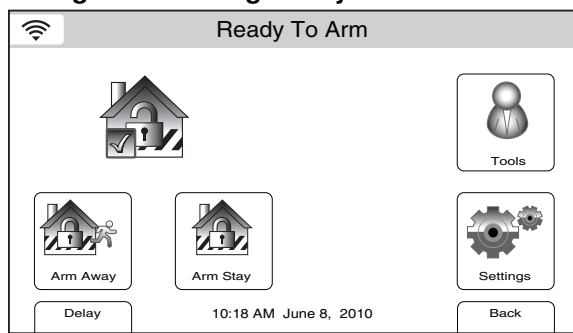 Ready To Arm
Tools
Arm Away
Arm Stay
Settings
Delay
10:18 AM June 8, 2010
Back